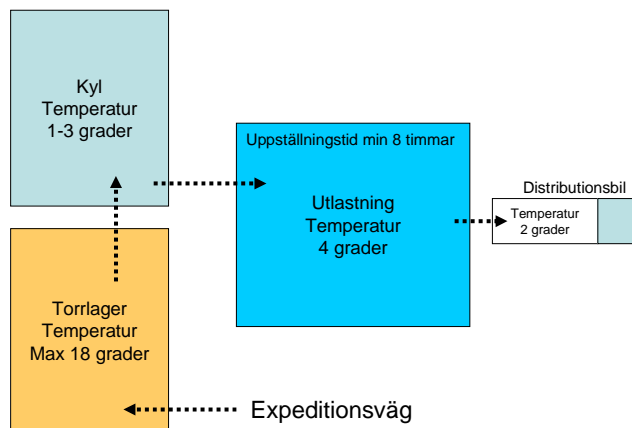 Kyl
Temperatur
1-3 grader
Uppställningstid min 8 timmar
Utlastning
Temperatur
4 grader
Distributionsbil
Temperatur
2 grader
Torrlager
Temperatur
Max 18 grader
Expeditionsväg